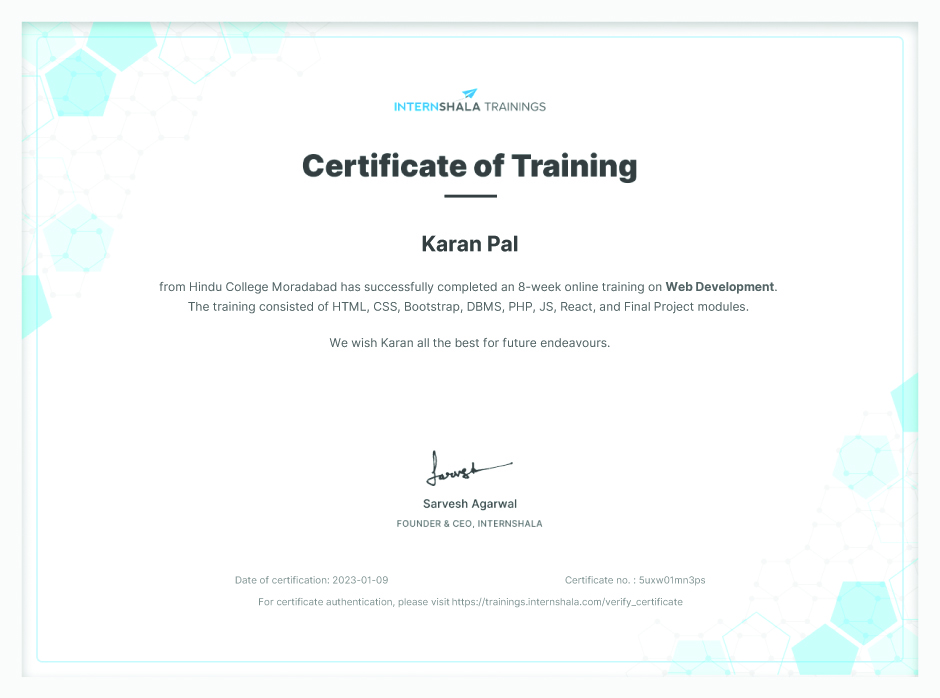 INTERNSHALA TRAININGS
Certificate of Training
Karan Pal
from Hindu College Moradabad has successfully completed an 8-week online training on Web Development.
The training consisted of HTML, CSS, Bootstrap, DBMS, PHP, JS, React, and Final Project modules.
We wish Karan all the best for future endeavours.
Sarvesh
Sarvesh Agarwal
FOUNDER & CEO, INTERNSHALA
Date of certification: 2023-01-09 Certificate no. : 5uxw01mn3ps
For certificate authentication, please visit https://trainings.internshala.com/verify_certificate